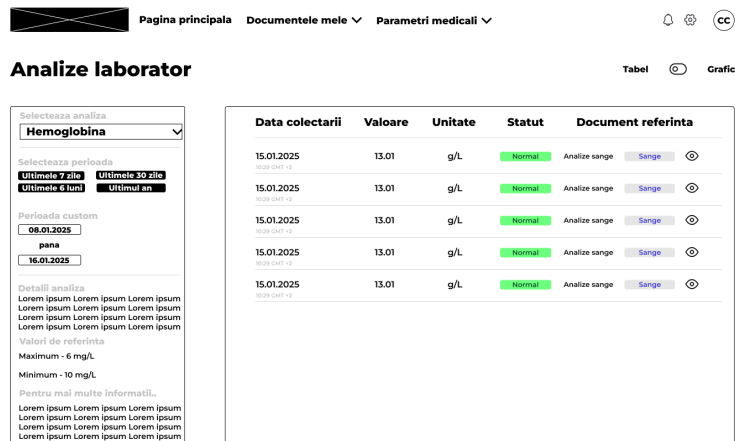 Pagina principala Documentele mele Parametri medicali CC
Analize laborator
Tabel Grafic
Selecteaza analiza
Hemoglobina
Selecteaza perioada
Ultimele 7 zile Ultimele 30 zile
Ultimele 6 luni Ultimul an
Perioada custom
08.01.2025
pana
16.01.2025
Detalii analiza
Lorem ipsum Lorem ipsum Lorem ipsum
Lorem ipsum Lorem ipsum Lorem ipsum
Lorem ipsum Lorem ipsum Lorem ipsum
Lorem ipsum Lorem ipsum Lorem ipsum
Valori de referinta
Maximum - 6 mg/L
Minimum - 10 mg/L
Pentru mai multe informatii..
Lorem ipsum Lorem ipsum Lorem ipsum
Lorem ipsum Lorem ipsum Lorem ipsum
Lorem ipsum Lorem ipsum Lorem ipsum
Lorem ipsum Lorem ipsum Lorem ipsum
Data colectarii Valoare Unitate Statut Document referinta
15.01.2025 13.01 g/L Normal Analize sange Sange
10:29 GMT +2
15.01.2025 13.01 g/L Normal Analize sange Sange
10:29 GMT +2
15.01.2025 13.01 g/L Normal Analize sange Sange
10:29 GMT +2
15.01.2025 13.01 g/L Normal Analize sange Sange
10:29 GMT +2
15.01.2025 13.01 g/L Normal Analize sange Sange
10:29 GMT +2